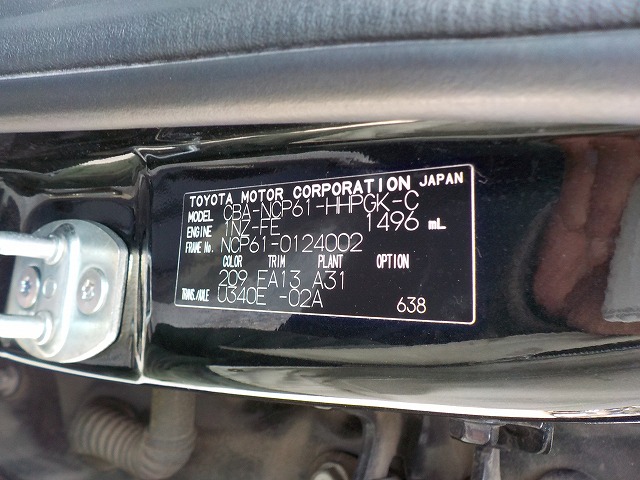 TOYOTA MOTOR CORPORATION JAPAN
MODEL CBA-NCP61-HHPGK-C
ENGINE 1NZ-FE 1496 mL
FRAME No. NCP61-0124002
COLOR TRIM PLANT OPTION
209 FA13 A31
TRANS./AXLE U340E -02A
638